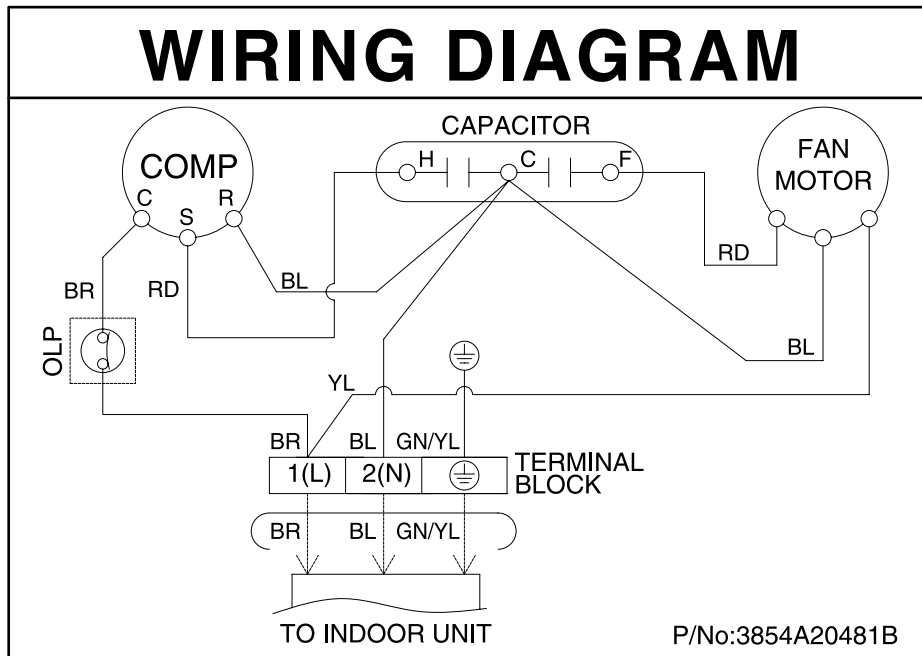 WIRING DIAGRAM
CAPACITOR
H C F
COMP
C S R
FAN
MOTOR
BR
RD
BL
RD
BL
OLP
YL
BR BL GN/YL
1(L) 2(N)
TERMINAL
BLOCK
BR BL GN/YL
TO INDOOR UNIT
P/No:3854A20481B